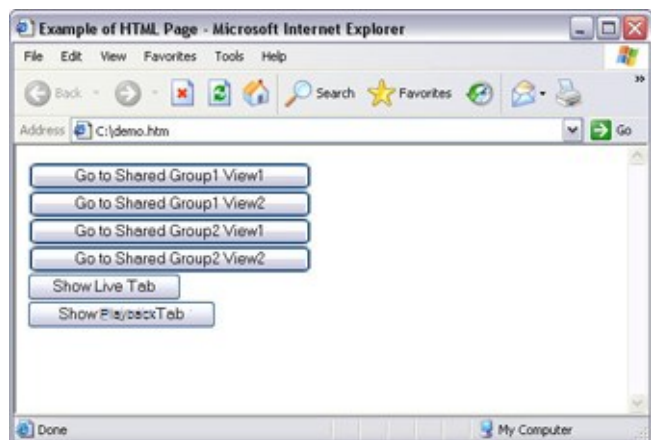 Example of HTML Page - Microsoft Internet Explorer
File Edit View Favorites Tools Help
Back Search Favorites »
Address C:\demo.htm Go
Go to Shared Group1 View1
Go to Shared Group1 View2
Go to Shared Group2 View1
Go to Shared Group2 View2
Show Live Tab
Show Playback Tab
Done My Computer